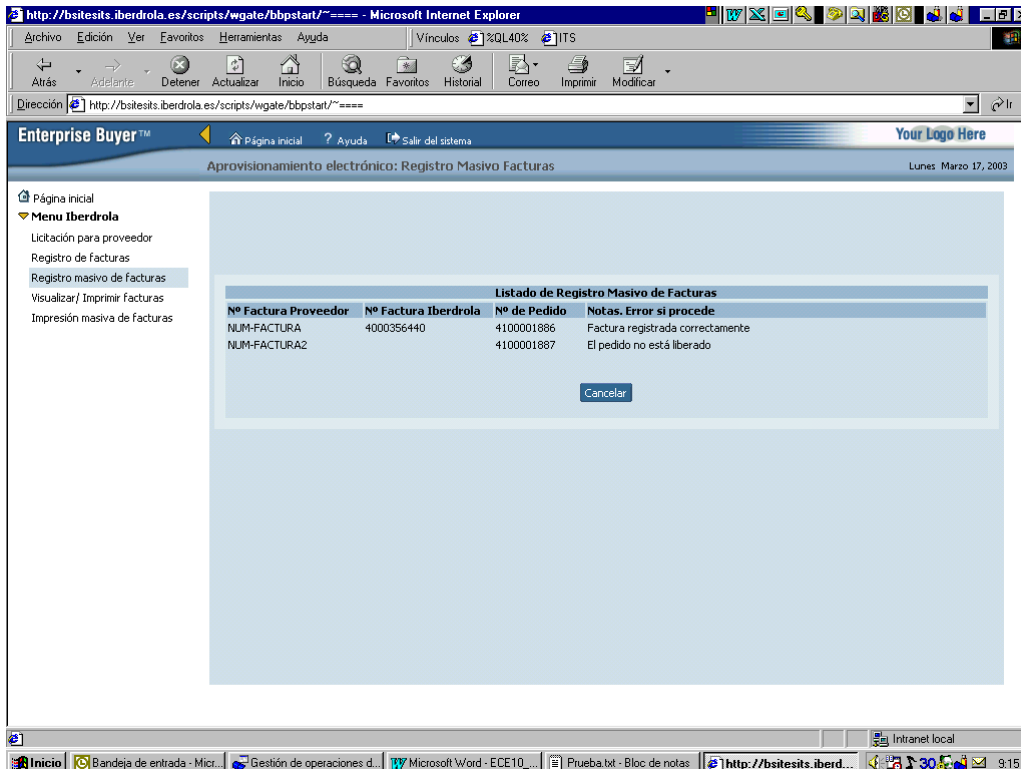 http://bsitesits.iberdrola.es/scripts/wgate/bbpstart/~==== - Microsoft Internet Explorer
Archivo Edición Ver Favoritos Herramientas Ayuda Vínculos %QL40% ITS
Atrás Adelante Detener Actualizar Inicio Búsqueda Favoritos Historial Correo Imprimir Modificar
Dirección http://bsitesits.iberdrola.es/scripts/wgate/bbpstart/~==== Ir
Enterprise Buyer™ Página inicial ? Ayuda Salir del sistema Your Logo Here
Aprovisionamiento electrónico: Registro Masivo Facturas Lunes Marzo 17, 2003
Página inicial
Menu Iberdrola
Licitación para proveedor
Registro de facturas
Registro masivo de facturas
Visualizar/ Imprimir facturas
Impresión masiva de facturas
Listado de Registro Masivo de Facturas
Nº Factura Proveedor Nº Factura Iberdrola Nº de Pedido Notas. Error si procede
NUM-FACTURA 4000356440 4100001886 Factura registrada correctamente
NUM-FACTURA2 4100001887 El pedido no está liberado
Cancelar
Intranet local
Inicio Bandeja de entrada - Micr... Gestión de operaciones d... Microsoft Word - ECE10_... Prueba.txt - Bloc de notas http://bsitesits.iberd... 30 9:15